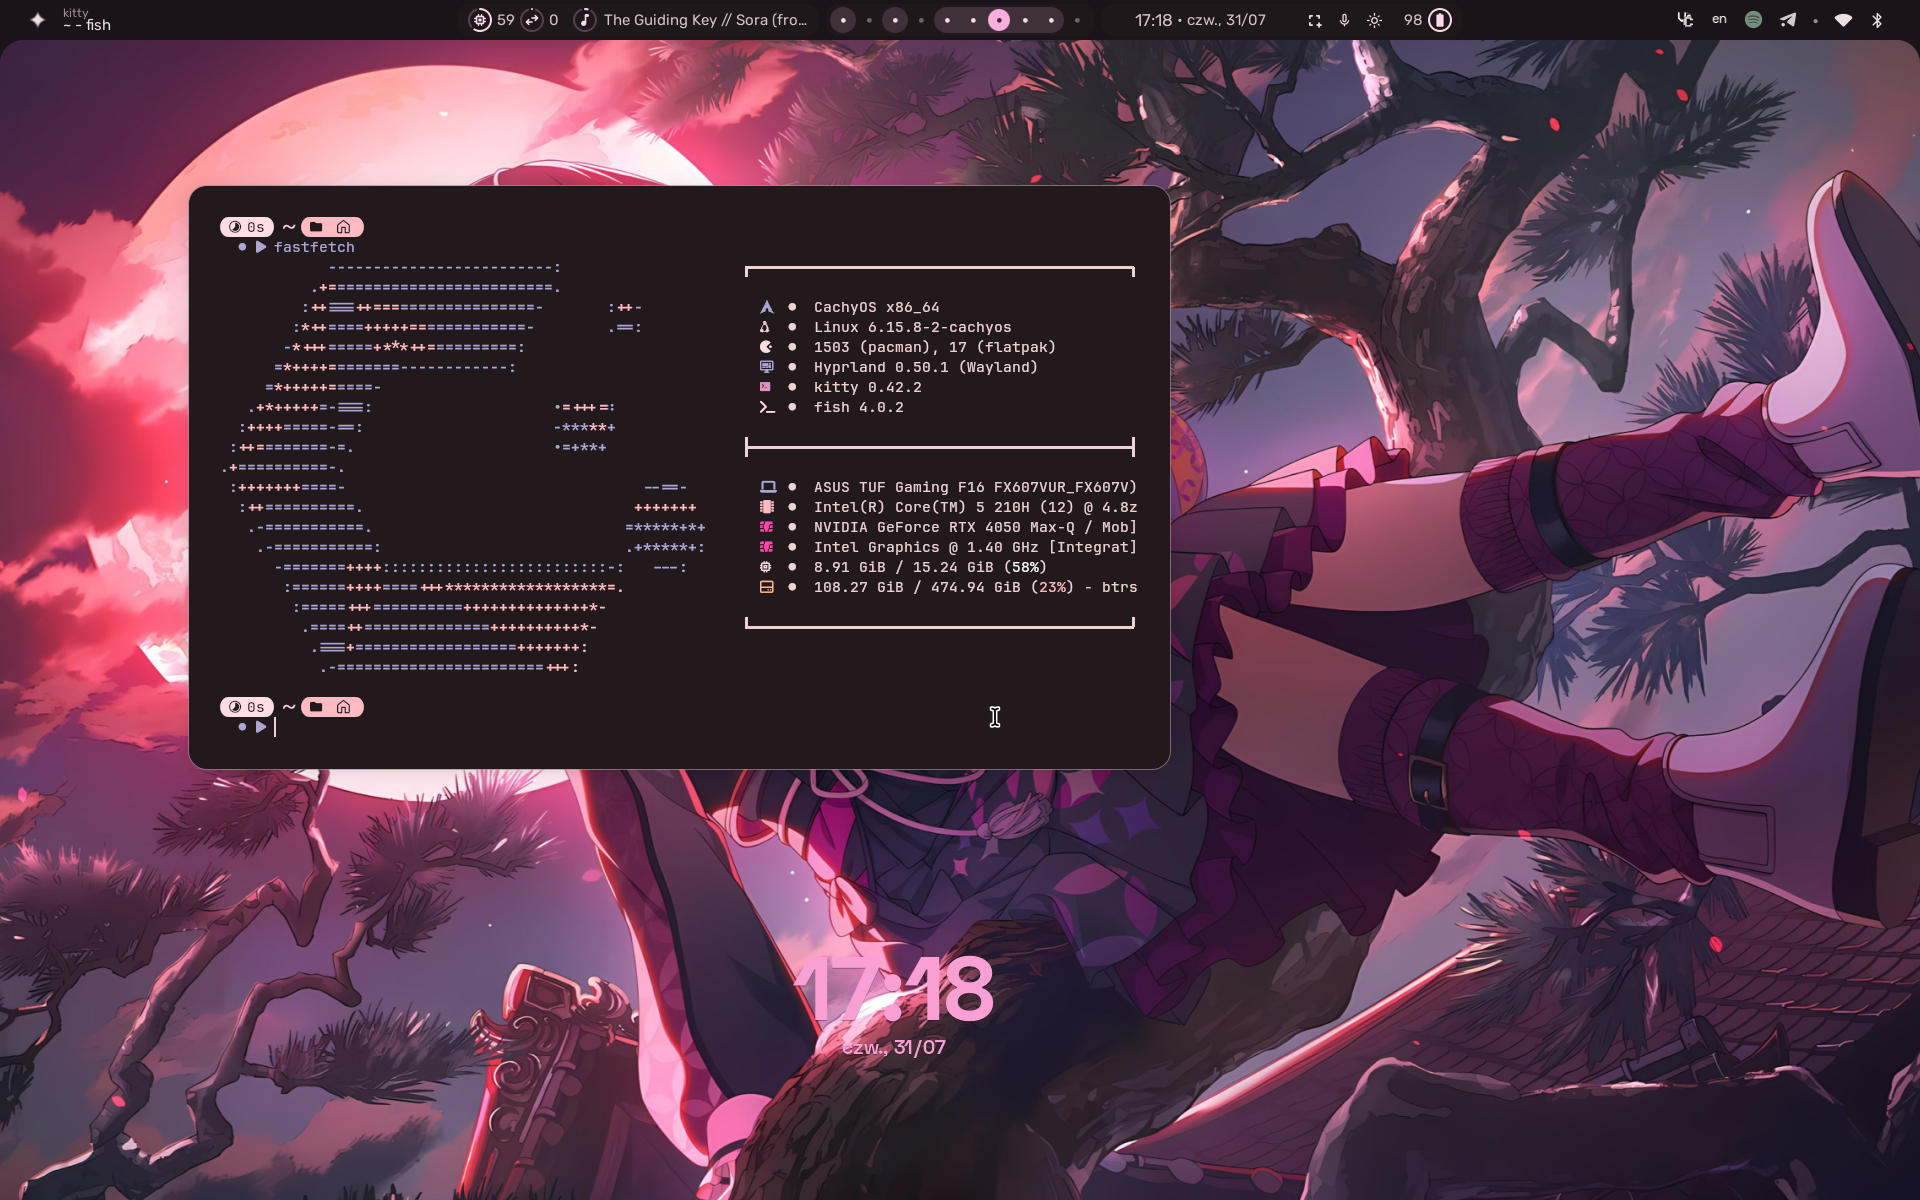 kitty
~ - fish
59
0
The Guiding Key // Sora (fro...
17:18 • czw., 31/07
98
en
0s ~
fastfetch
CachyOS x86_64
Linux 6.15.8-2-cachyos
1503 (pacman), 17 (flatpak)
Hyprland 0.50.1 (Wayland)
kitty 0.42.2
fish 4.0.2
ASUS TUF Gaming F16 FX607VUR_FX607V)
Intel(R) Core(TM) 5 210H (12) @ 4.8z
NVIDIA GeForce RTX 4050 Max-Q / Mob]
Intel Graphics @ 1.40 GHz [Integrat]
8.91 GiB / 15.24 GiB (58%)
108.27 GiB / 474.94 GiB (23%) - btrs
0s ~
17:18
czw., 31/07